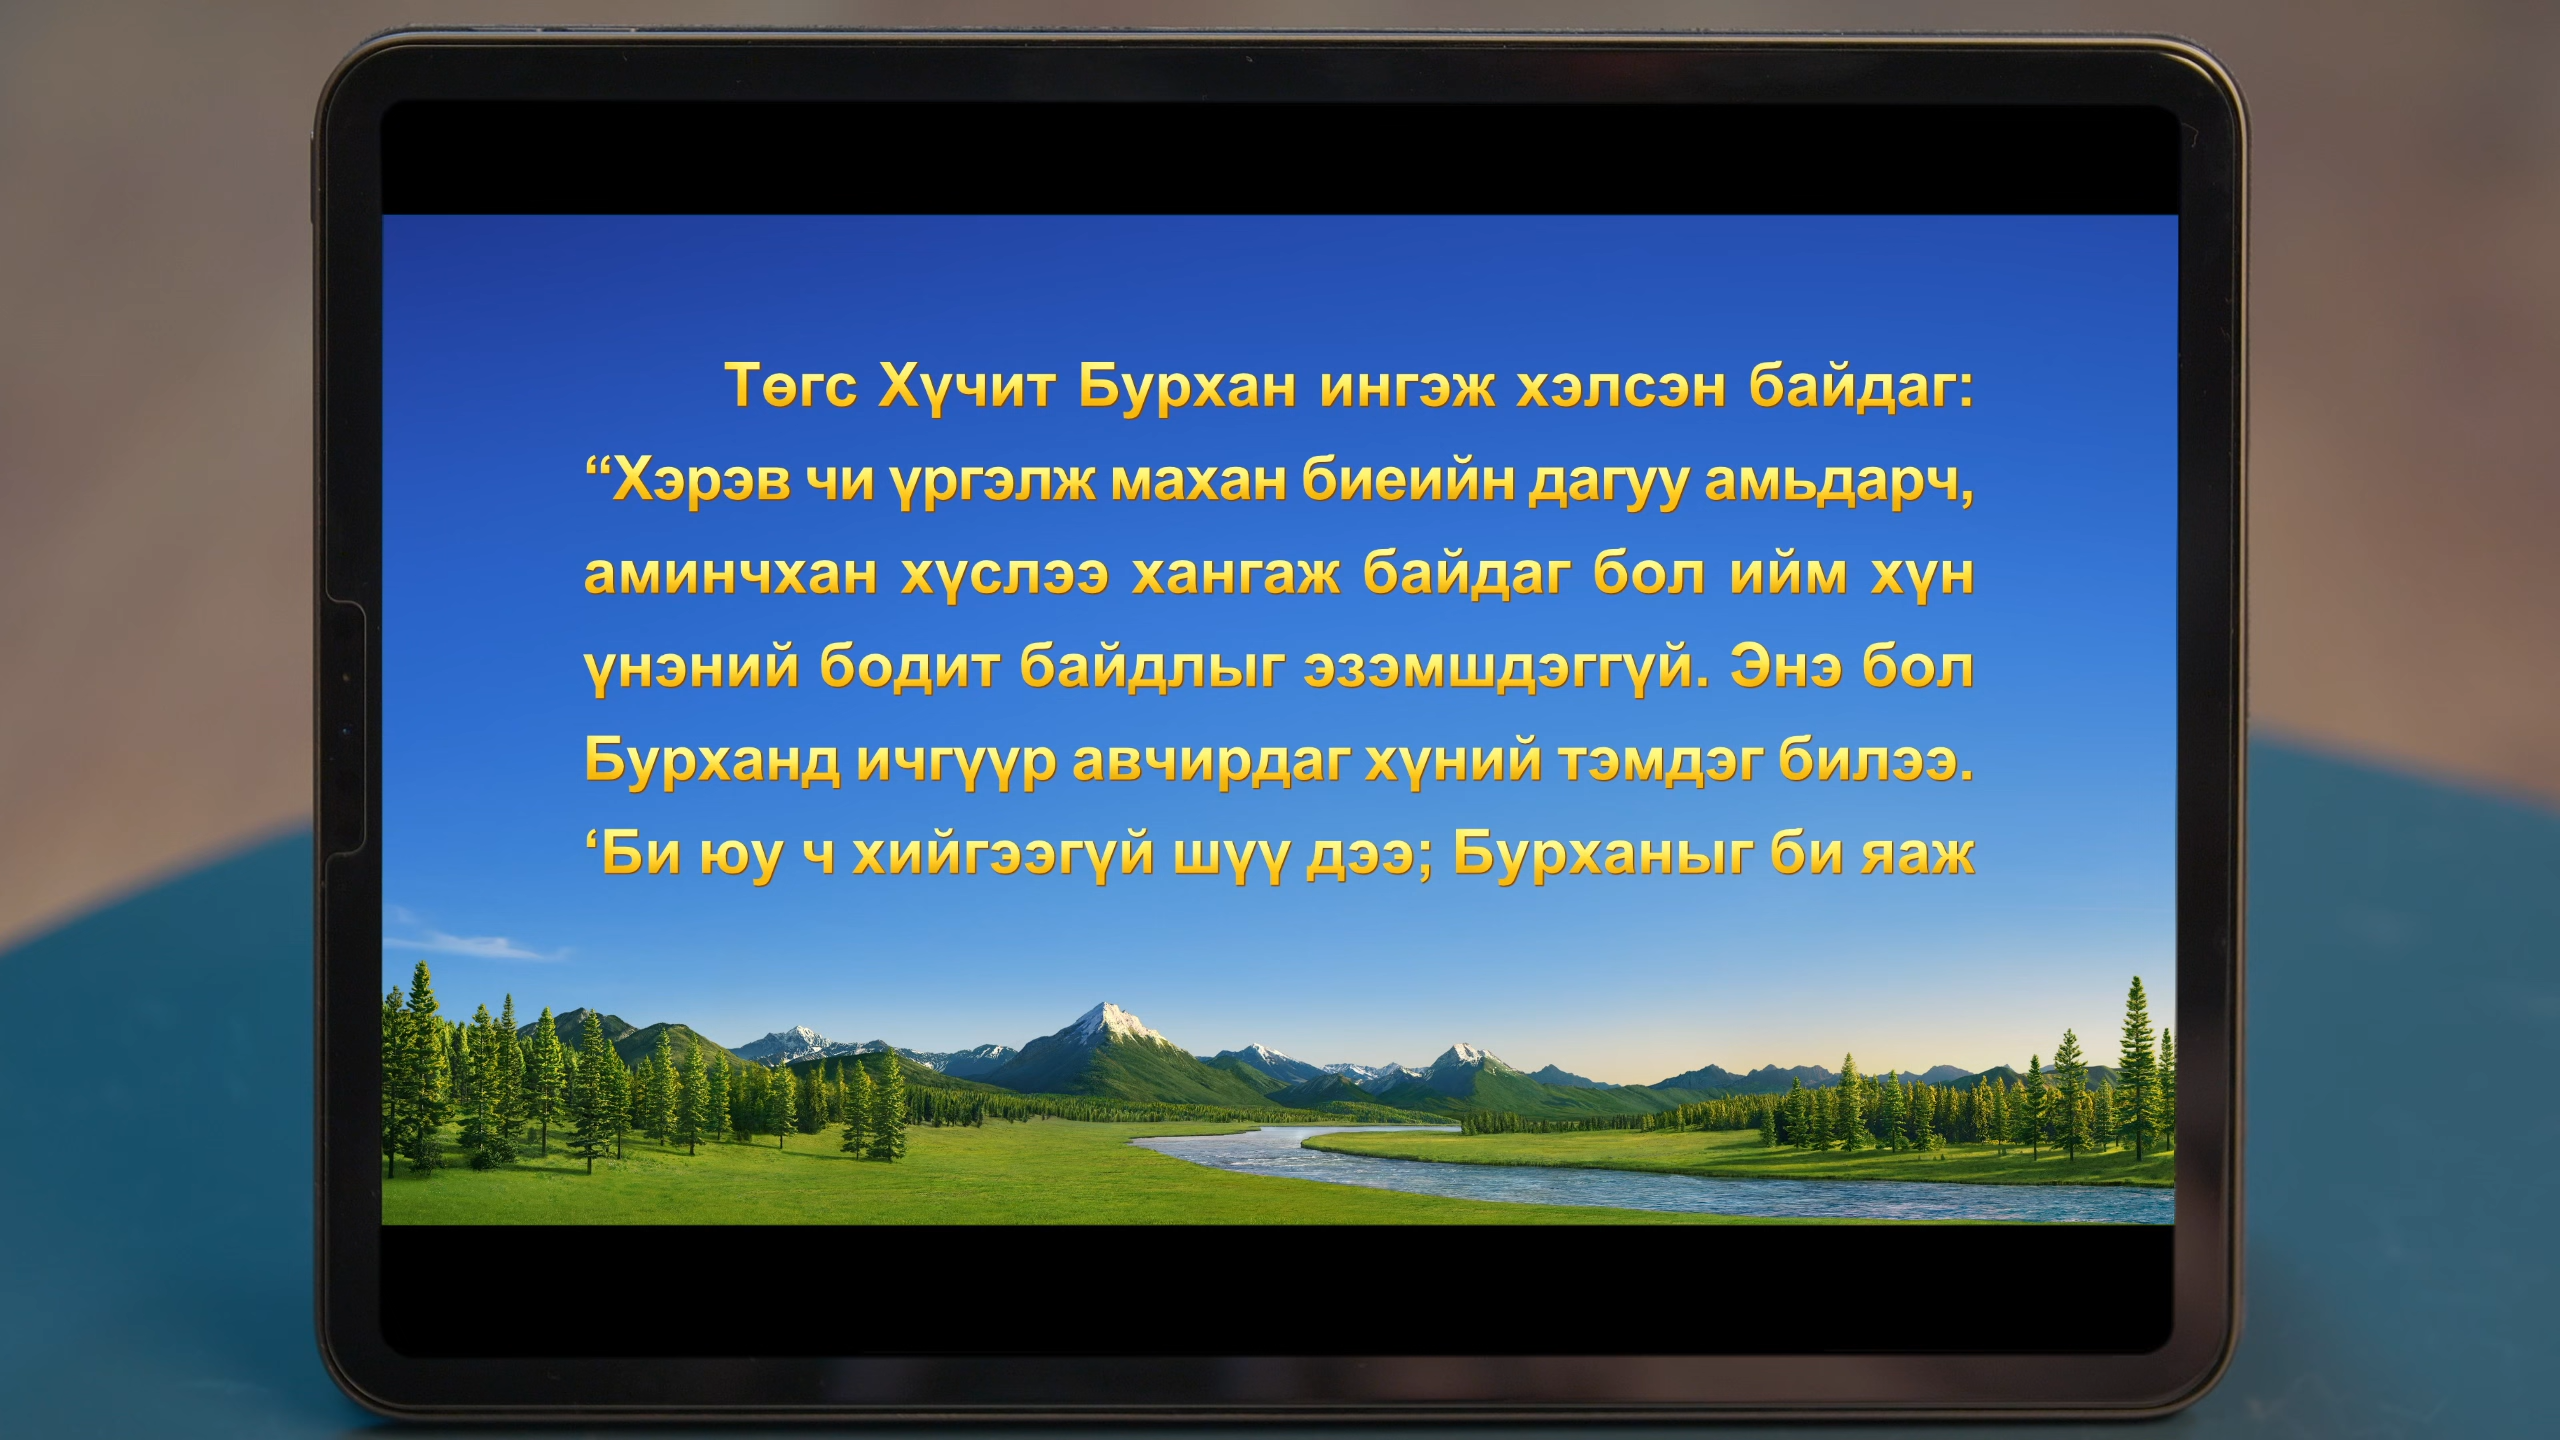 Төгс Хүчит Бурхан ингэж хэлсэн байдаг:
“Хэрэв чи үргэлж махан биеийн дагуу амьдарч,
аминчхан хүслээ хангаж байдаг бол ийм хүн
үнэний бодит байдлыг эзэмшдэггүй. Энэ бол
Бурханд ичгүүр авчирдаг хүний тэмдэг билээ.
‘Би юу ч хийгээгүй шүү дээ; Бурханыг би яаж